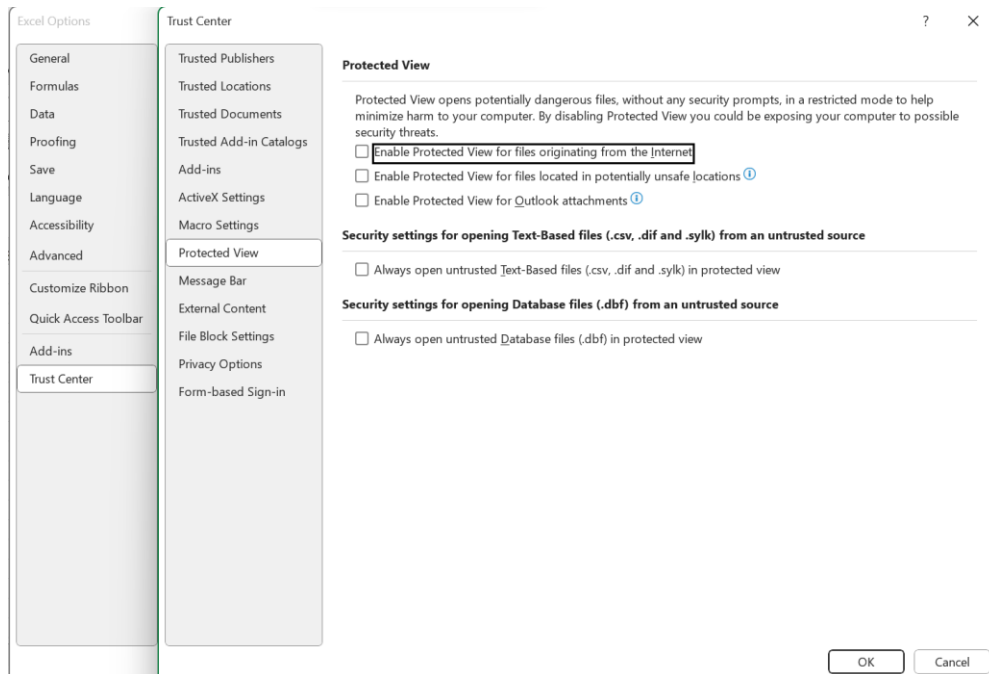 Excel Options
General
Formulas
Data
Proofing
Save
Language
Accessibility
Advanced
Customize Ribbon
Quick Access Toolbar
Add-ins
Trust Center
Trust Center
?
Trusted Publishers
Trusted Locations
Trusted Documents
Trusted Add-in Catalogs
Add-ins
ActiveX Settings
Macro Settings
Protected View
Message Bar
External Content
File Block Settings
Privacy Options
Form-based Sign-in
Protected View
Protected View opens potentially dangerous files, without any security prompts, in a restricted mode to help
minimize harm to your computer. By disabling Protected View you could be exposing your computer to possible
security threats.
Enable Protected View for files originating from the Internet
Enable Protected View for files located in potentially unsafe locations
Enable Protected View for Outlook attachments
Security settings for opening Text-Based files (.csv, .dif and .sylk) from an untrusted source
Always open untrusted Text-Based files (.csv, .dif and .sylk) in protected view
Security settings for opening Database files (.dbf) from an untrusted source
Always open untrusted Database files (.dbf) in protected view
OK
Cancel